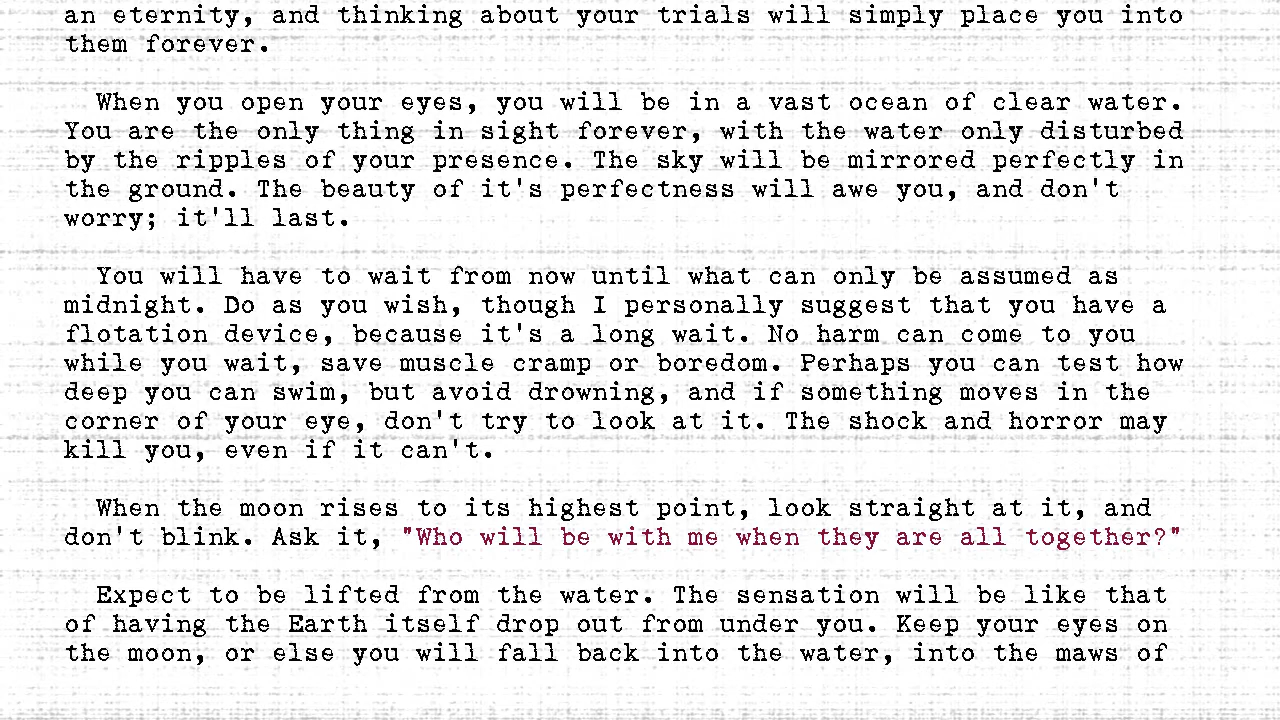 an eternity, and thinking about your trials will simply place you into
them forever.
When you open your eyes, you will be in a vast ocean of clear water.
You are the only thing in sight forever, with the water only disturbed
by the ripples of your presence. The sky will be mirrored perfectly in
the ground. The beauty of it's perfectness will awe you, and don't
worry; it'll last.
You will have to wait from now until what can only be assumed as
midnight. Do as you wish, though I personally suggest that you have a
flotation device, because it's a long wait. No harm can come to you
while you wait, save muscle cramp or boredom. Perhaps you can test how
deep you can swim, but avoid drowning, and if something moves in the
corner of your eye, don't try to look at it. The shock and horror may
kill you, even if it can't.
When the moon rises to its highest point, look straight at it, and
don't blink. Ask it, "Who will be with me when they are all together?"
Expect to be lifted from the water. The sensation will be like that
of having the Earth itself drop out from under you. Keep your eyes on
the moon, or else you will fall back into the water, into the maws of